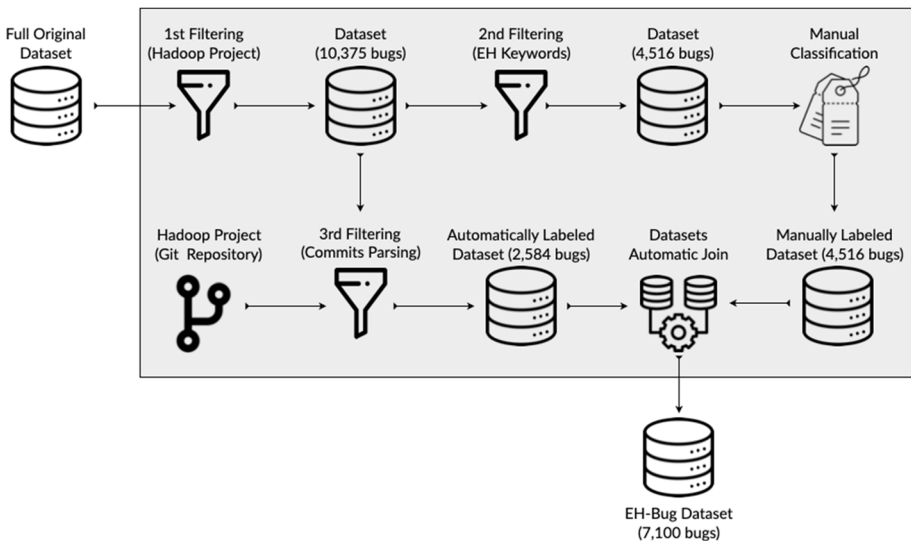 Full Original
Dataset
1st Filtering
(Hadoop Project)
Dataset
(10,375 bugs)
2nd Filtering
(EH Keywords)
Dataset
(4,516 bugs)
Manual
Classification
Hadoop Project
(Git Repository)
3rd Filtering
(Commits Parsing)
Automatically Labeled
Dataset (2,584 bugs)
Datasets
Automatic Join
Manually Labeled
Dataset (4,516 bugs)
EH-Bug Dataset
(7,100 bugs)